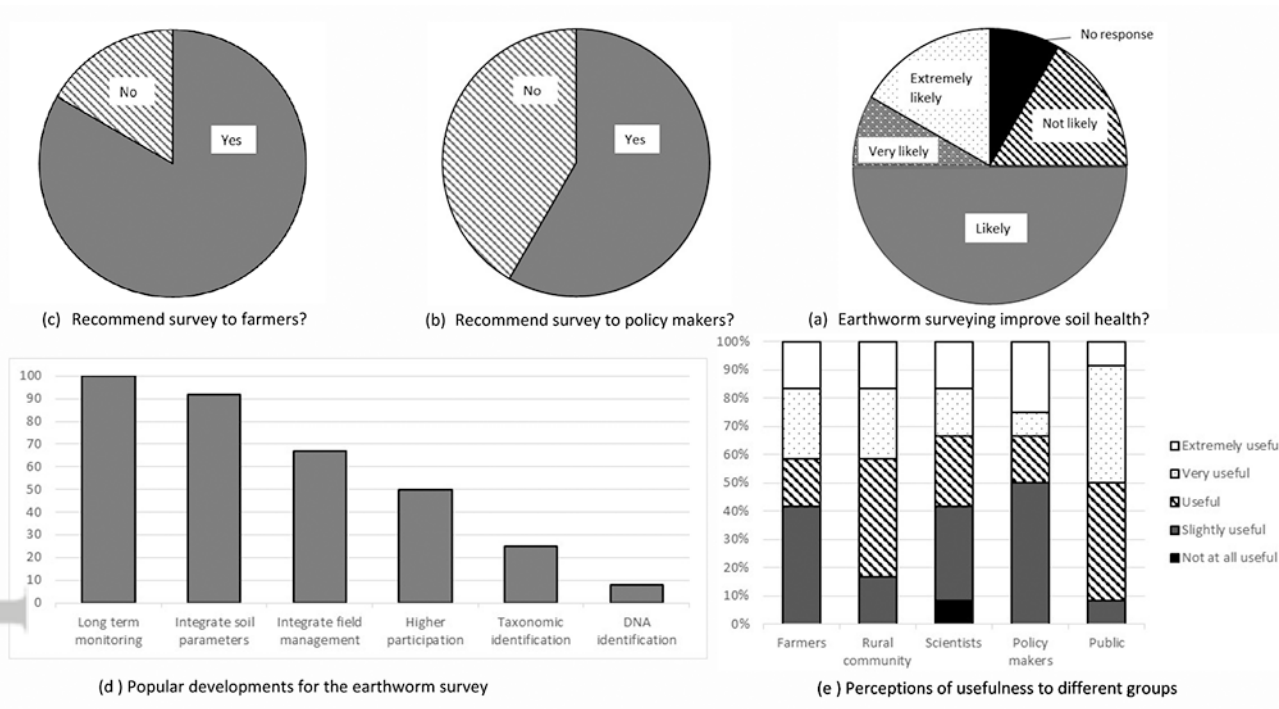 No
Yes
(c) Recommend survey to farmers?
No
Yes
(b) Recommend survey to policy makers?
No response
Extremely
likely
Not likely
Very likely
Likely
(a) Earthworm surveying improve soil health?
100
90
80
70
60
50
40
30
20
10
0
Long term
monitoring
Integrate soil
parameters
Integrate field
management
Higher
participation
Taxonomic
identification
DNA
identification
(d ) Popular developments for the earthworm survey
100%
90%
80%
70%
60%
50%
40%
30%
20%
10%
0%
Farmers
Rural
community
Scientists
Policy
makers
Public
Extremely usefu
Very useful
Useful
Slightly useful
Not at all useful
(e ) Perceptions of usefulness to different groups